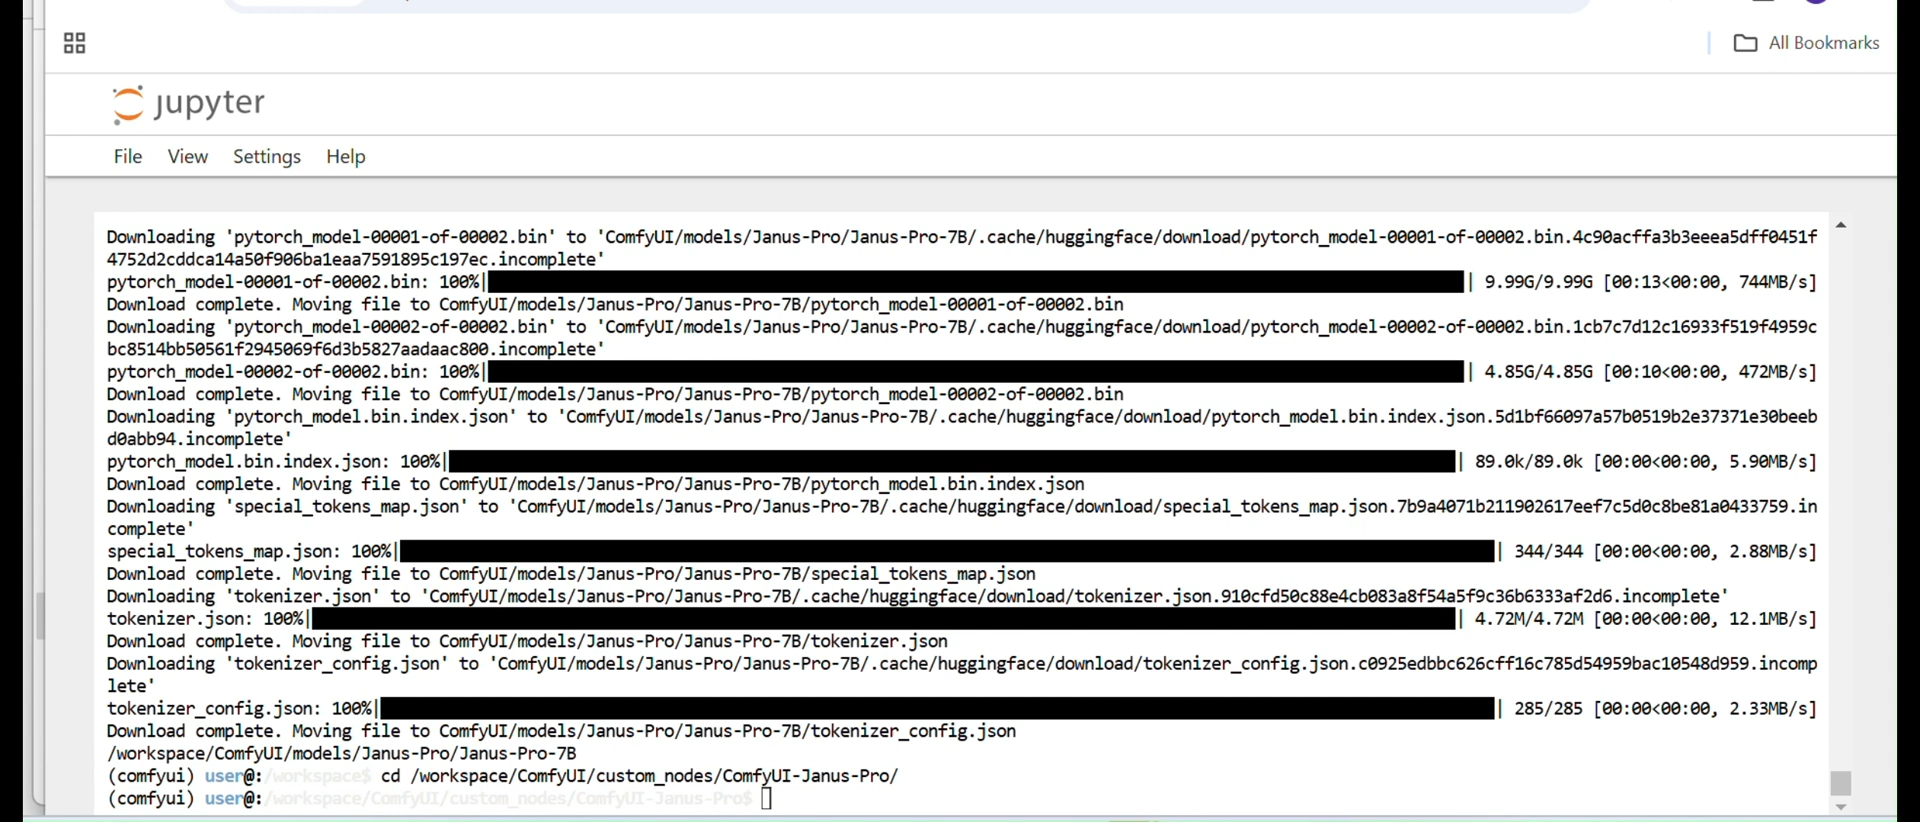 All Bookmarks
jupyter
File View Settings Help
Downloading 'pytorch_model-00001-of-00002.bin' to 'ComfyUI/models/Janus-Pro/Janus-Pro-7B/.cache/huggingface/download/pytorch_model-00001-of-00002.bin.4c90acffa3b3eeea5dff0451f
4752d2cddca14a50f906ba1eaa7591895c197ec.incomplete'
pytorch_model-00001-of-00002.bin: 100%| | 9.99G/9.99G [00:13<00:00, 744MB/s]
Download complete. Moving file to ComfyUI/models/Janus-Pro/Janus-Pro-7B/pytorch_model-00001-of-00002.bin
Downloading 'pytorch_model-00002-of-00002.bin' to 'ComfyUI/models/Janus-Pro/Janus-Pro-7B/.cache/huggingface/download/pytorch_model-00002-of-00002.bin.1cb7c7d12c16933f519f4959c
bc8514bb50561f2945069f6d3b5827aadaac800.incomplete'
pytorch_model-00002-of-00002.bin: 100%| | 4.85G/4.85G [00:10<00:00, 472MB/s]
Download complete. Moving file to ComfyUI/models/Janus-Pro/Janus-Pro-7B/pytorch_model-00002-of-00002.bin
Downloading 'pytorch_model.bin.index.json' to 'ComfyUI/models/Janus-Pro/Janus-Pro-7B/.cache/huggingface/download/pytorch_model.bin.index.json.5d1bf66097a57b0519b2e37371e30beeb
d0abb94.incomplete'
pytorch_model.bin.index.json: 100%| | 89.0k/89.0k [00:00<00:00, 5.90MB/s]
Download complete. Moving file to ComfyUI/models/Janus-Pro/Janus-Pro-7B/pytorch_model.bin.index.json
Downloading 'special_tokens_map.json' to 'ComfyUI/models/Janus-Pro/Janus-Pro-7B/.cache/huggingface/download/special_tokens_map.json.7b9a4071b211902617eef7c5d0c8be81a0433759.in
complete'
special_tokens_map.json: 100%| | 344/344 [00:00<00:00, 2.88MB/s]
Download complete. Moving file to ComfyUI/models/Janus-Pro/Janus-Pro-7B/special_tokens_map.json
Downloading 'tokenizer.json' to 'ComfyUI/models/Janus-Pro/Janus-Pro-7B/.cache/huggingface/download/tokenizer.json.910cfd50c88e4cb083a8f54a5f9c36b6333af2d6.incomplete'
tokenizer.json: 100%| | 4.72M/4.72M [00:00<00:00, 12.1MB/s]
Download complete. Moving file to ComfyUI/models/Janus-Pro/Janus-Pro-7B/tokenizer.json
Downloading 'tokenizer_config.json' to 'ComfyUI/models/Janus-Pro/Janus-Pro-7B/.cache/huggingface/download/tokenizer_config.json.c0925edbbc626cff16c785d54959bac10548d959.incomp
lete'
tokenizer_config.json: 100%| | 285/285 [00:00<00:00, 2.33MB/s]
Download complete. Moving file to ComfyUI/models/Janus-Pro/Janus-Pro-7B/tokenizer_config.json
/workspace/ComfyUI/models/Janus-Pro/Janus-Pro-7B
(comfyui) user@:/workspace$ cd /workspace/ComfyUI/custom_nodes/ComfyUI-Janus-Pro/
(comfyui) user@:/workspace/ComfyUI/custom_nodes/ComfyUI-Janus-Pro$